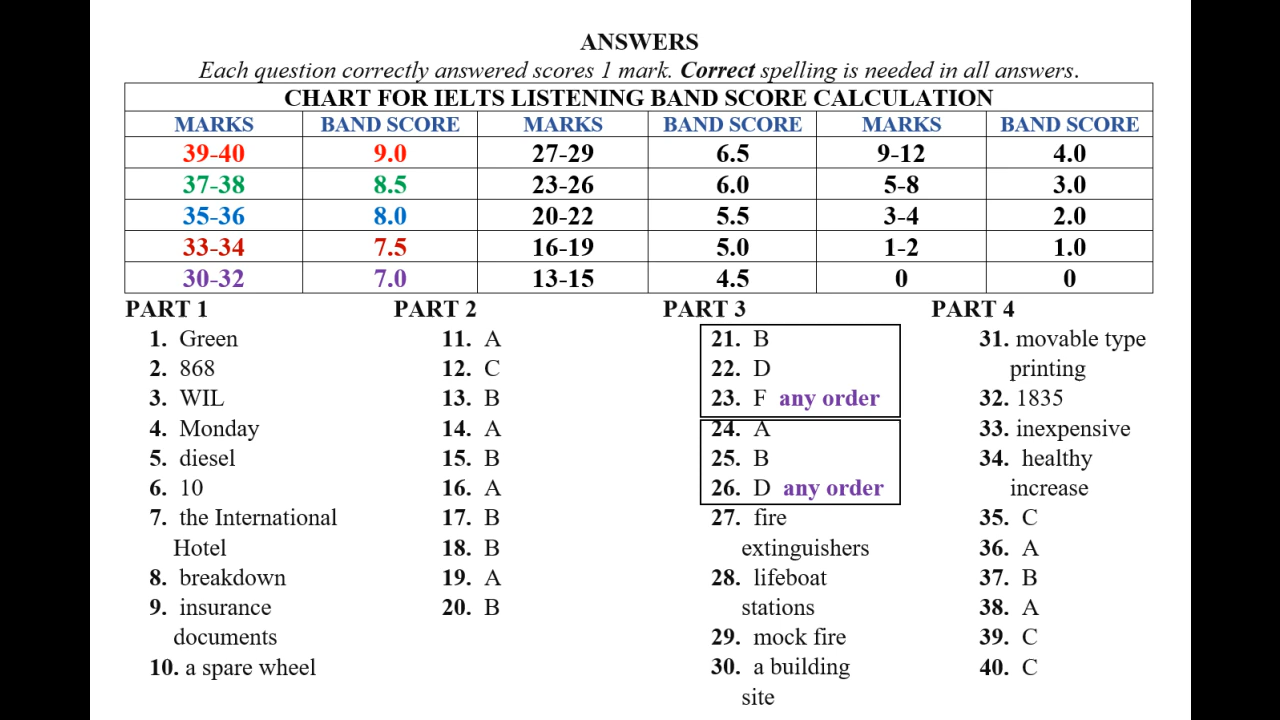 ANSWERS
Each question correctly answered scores 1 mark. Correct spelling is needed in all answers.
CHART FOR IELTS LISTENING BAND SCORE CALCULATION
MARKS BAND SCORE MARKS BAND SCORE MARKS BAND SCORE
39-40 9.0 27-29 6.5 9-12 4.0
37-38 8.5 23-26 6.0 5-8 3.0
35-36 8.0 20-22 5.5 3-4 2.0
33-34 7.5 16-19 5.0 1-2 1.0
30-32 7.0 13-15 4.5 0 0
PART 1
1. Green
2. 868
3. WIL
4. Monday
5. diesel
6. 10
7. the International
Hotel
8. breakdown
9. insurance
documents
10. a spare wheel
PART 2
11. A
12. C
13. B
14. A
15. B
16. A
17. B
18. B
19. A
20. B
PART 3
21. B
22. D
23. F any order
24. A
25. B
26. D any order
27. fire
extinguishers
28. lifeboat
stations
29. mock fire
30. a building
site
PART 4
31. movable type
printing
32. 1835
33. inexpensive
34. healthy
increase
35. C
36. A
37. B
38. A
39. C
40. C